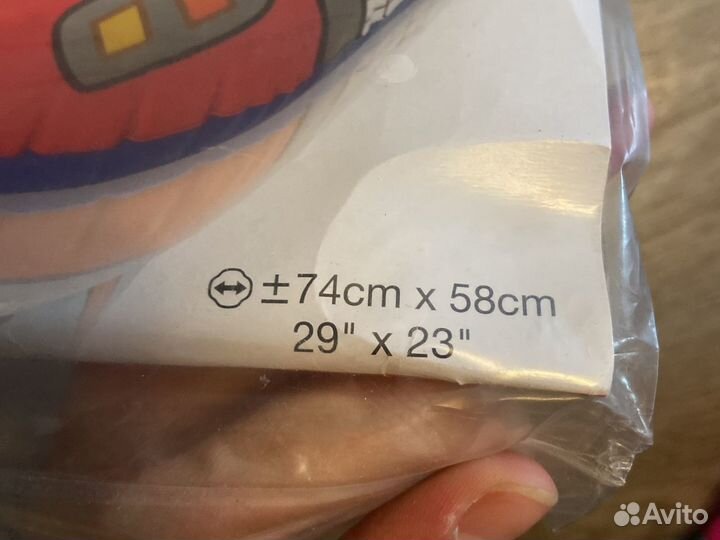 ±74cm x 58cm
29" x 23"
Avito